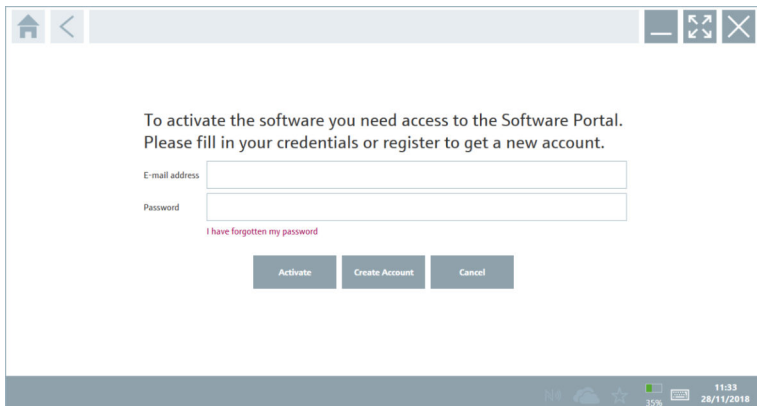 To activate the software you need access to the Software Portal.
Please fill in your credentials or register to get a new account.
E-mail address
Password
I have forgotten my password
Activate Create Account Cancel
35%
11:33
28/11/2018